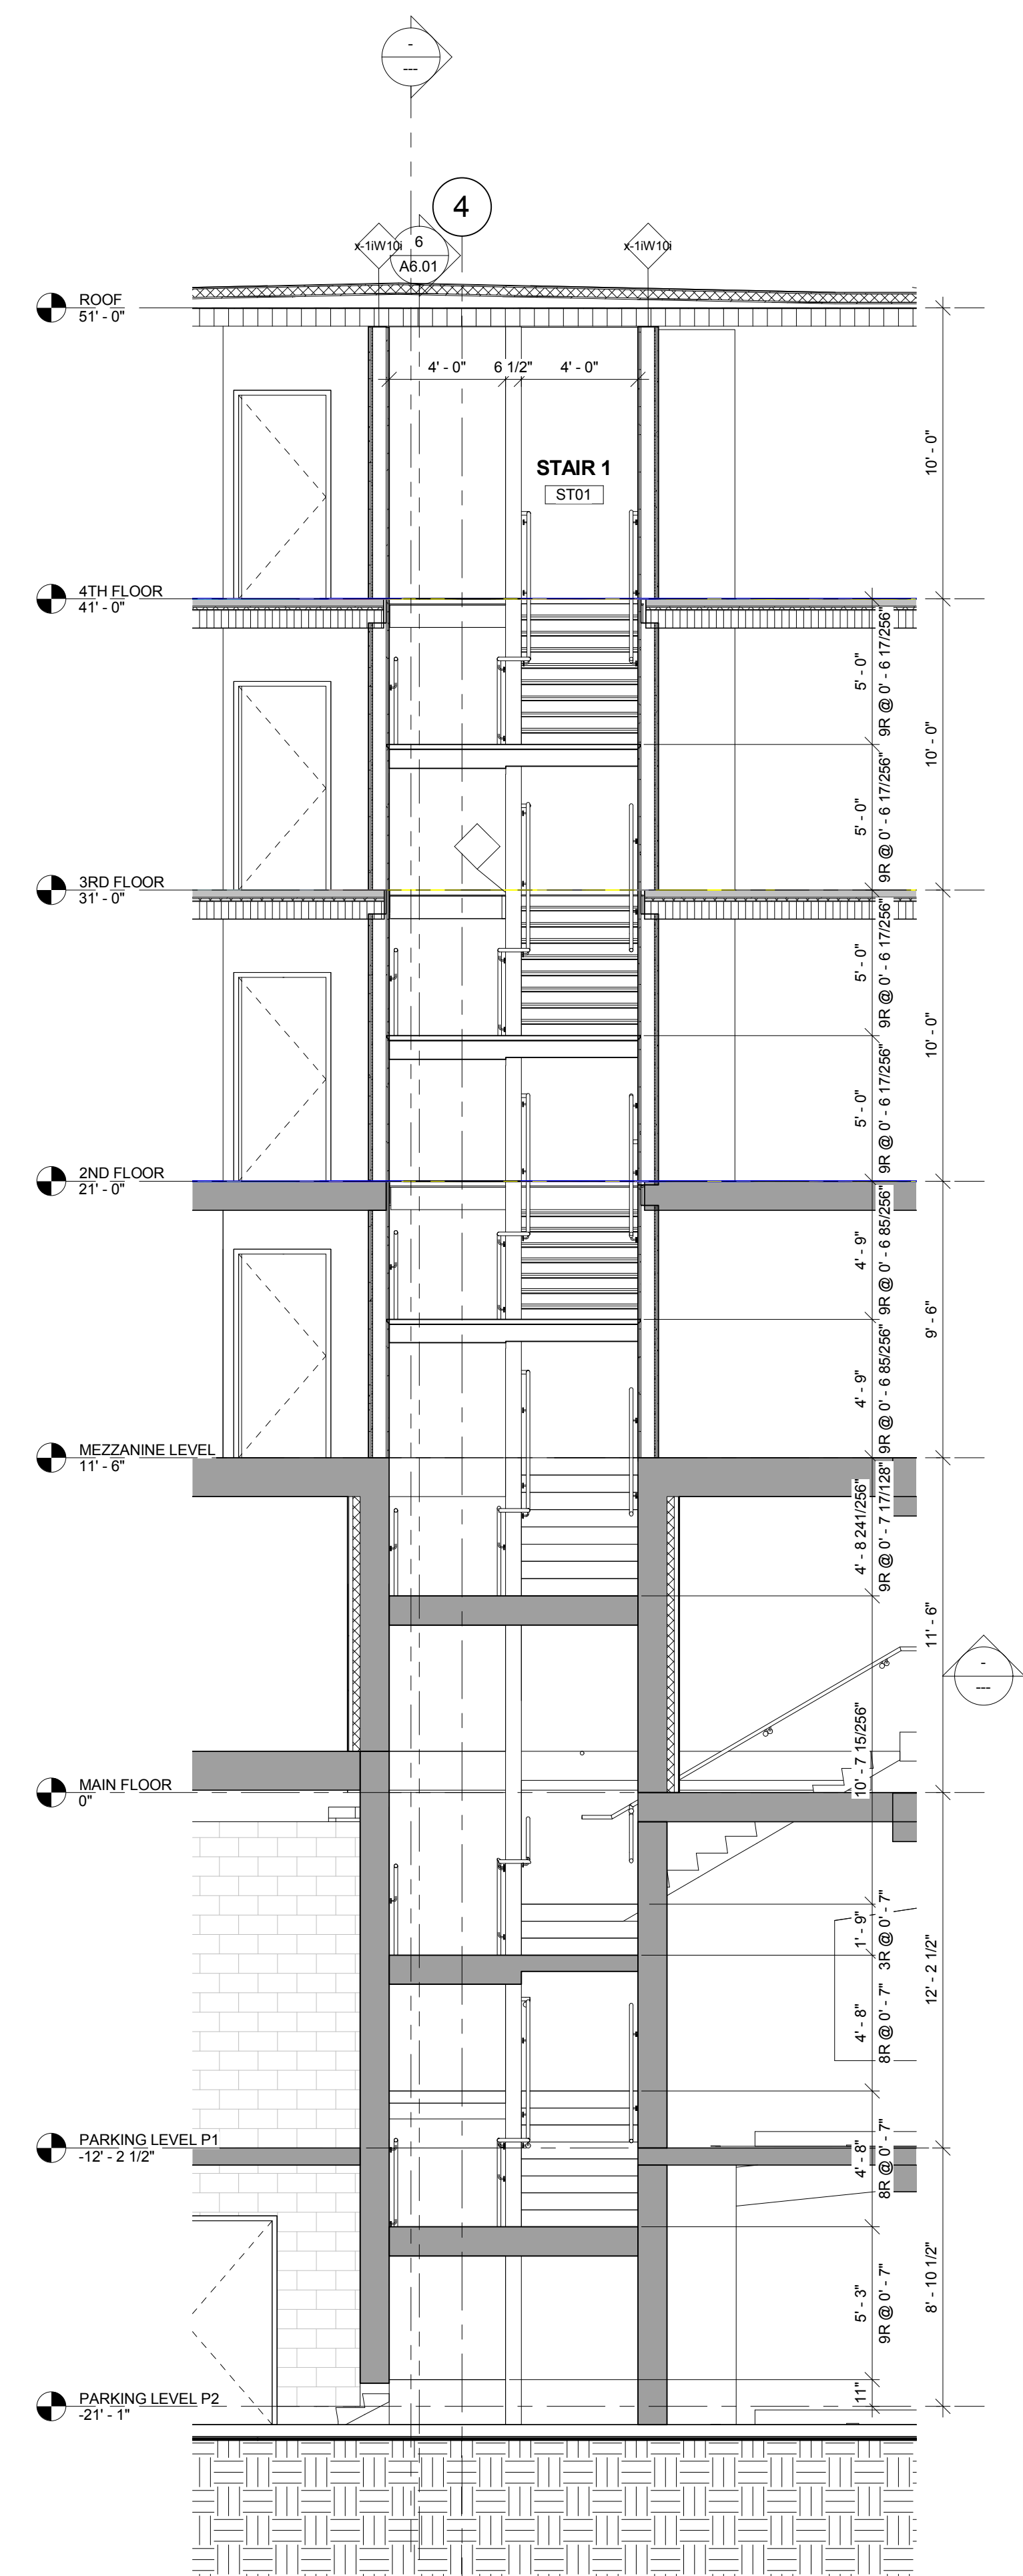 -
---
4
x-1iW10i
6
A6.01
x-1iW10i
ROOF
51' - 0"
4' - 0"
6 1/2"
4' - 0"
10' - 0"
STAIR 1
ST01
4TH FLOOR
41' - 0"
5' - 0"
9R @ 0' - 6 17/256"
10' - 0"
5' - 0"
9R @ 0' - 6 17/256"
3RD FLOOR
31' - 0"
5' - 0"
9R @ 0' - 6 17/256"
10' - 0"
5' - 0"
9R @ 0' - 6 17/256"
2ND FLOOR
21' - 0"
4' - 9"
9R @ 0' - 6 85/256"
9' - 6"
4' - 9"
9R @ 0' - 6 85/256"
MEZZANINE LEVEL
11' - 6"
4' - 8 241/256"
9R @ 0' - 7 17/128"
11' - 6"
-
---
10' - 7 15/256"
MAIN FLOOR
0"
1' - 9"
3R @ 0' - 7"
12' - 2 1/2"
4' - 8"
8R @ 0' - 7"
PARKING LEVEL P1
-12' - 2 1/2"
4' - 8"
8R @ 0' - 7"
8' - 10 1/2"
5' - 3"
9R @ 0' - 7"
11"
PARKING LEVEL P2
-21' - 1"